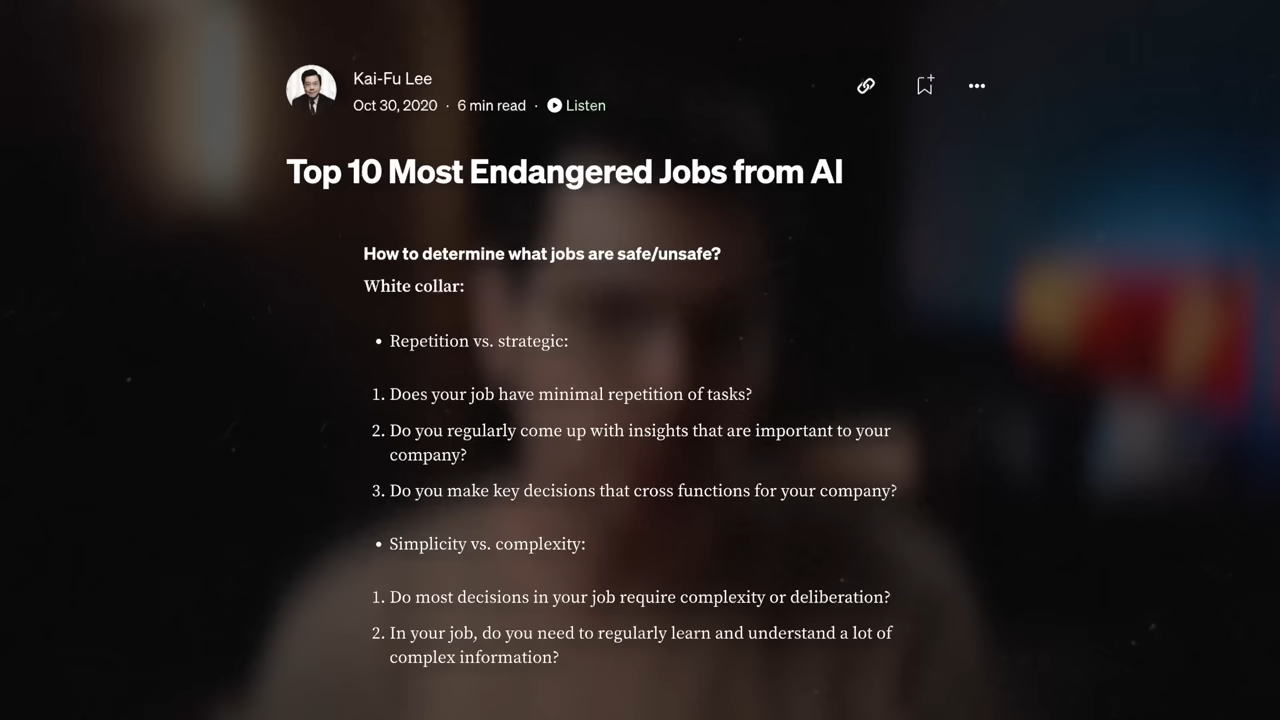 Kai-Fu Lee
Oct 30, 2020 · 6 min read · Listen
Top 10 Most Endangered Jobs from AI
How to determine what jobs are safe/unsafe?
White collar:
• Repetition vs. strategic:
1. Does your job have minimal repetition of tasks?
2. Do you regularly come up with insights that are important to your
company?
3. Do you make key decisions that cross functions for your company?
• Simplicity vs. complexity:
1. Do most decisions in your job require complexity or deliberation?
2. In your job, do you need to regularly learn and understand a lot of
complex information?